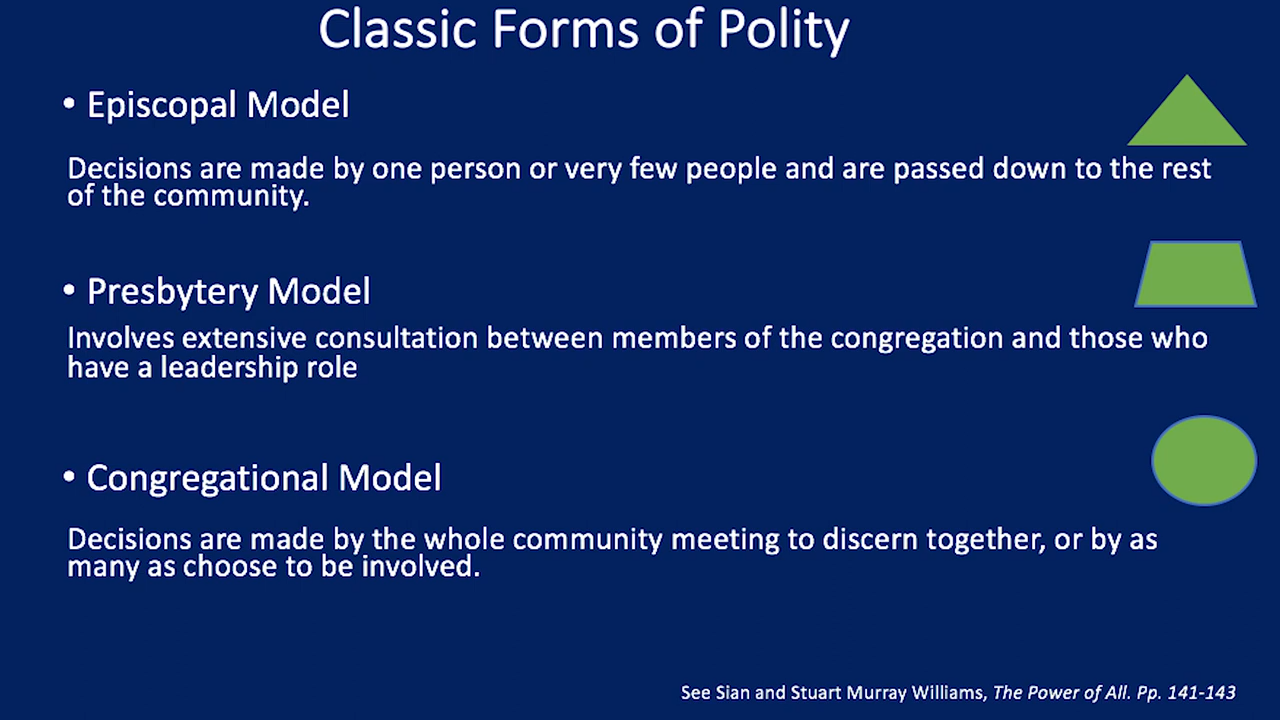 Classic Forms of Polity
• Episcopal Model
Decisions are made by one person or very few people and are passed down to the rest
of the community.
• Presbytery Model
Involves extensive consultation between members of the congregation and those who
have a leadership role
• Congregational Model
Decisions are made by the whole community meeting to discern together, or by as
many as choose to be involved.
See Sian and Stuart Murray Williams, The Power of All. Pp. 141-143